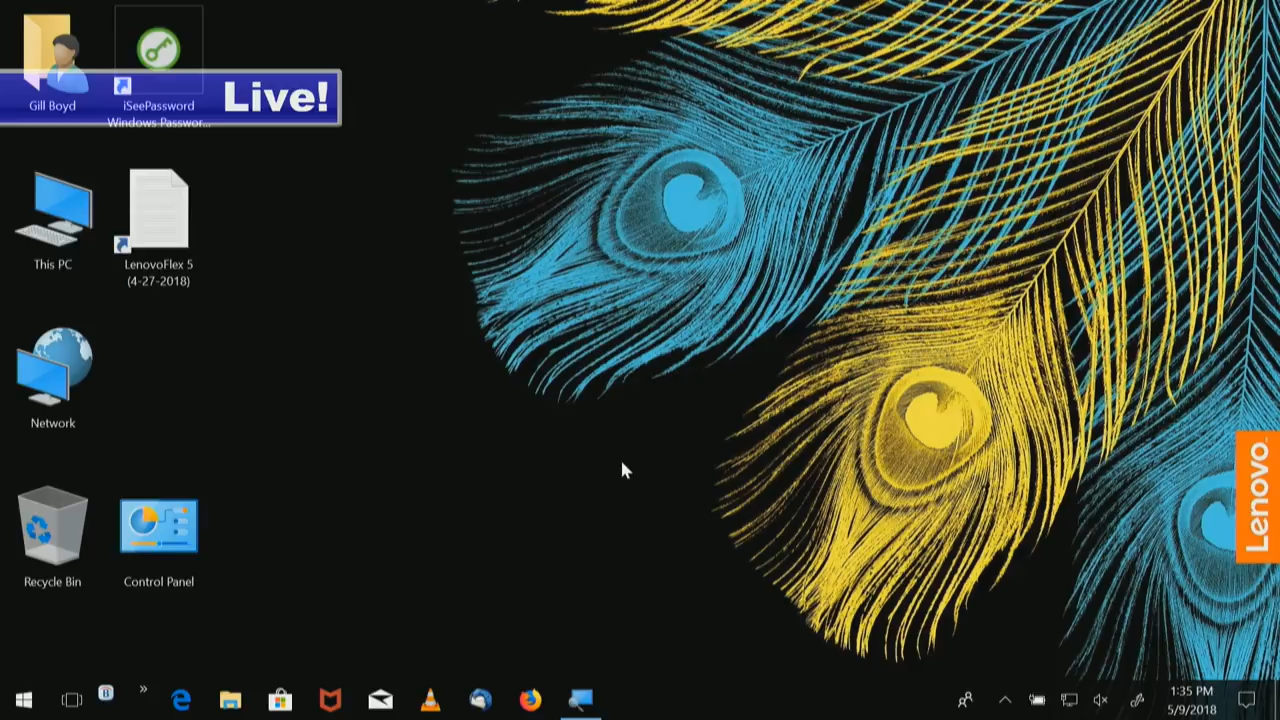 Gill Boyd
iSeePassword
Windows Passwor...
Live!
This PC
LenovoFlex 5
(4-27-2018)
Network
Recycle Bin
Control Panel
Lenovo
1:35 PM
5/9/2018